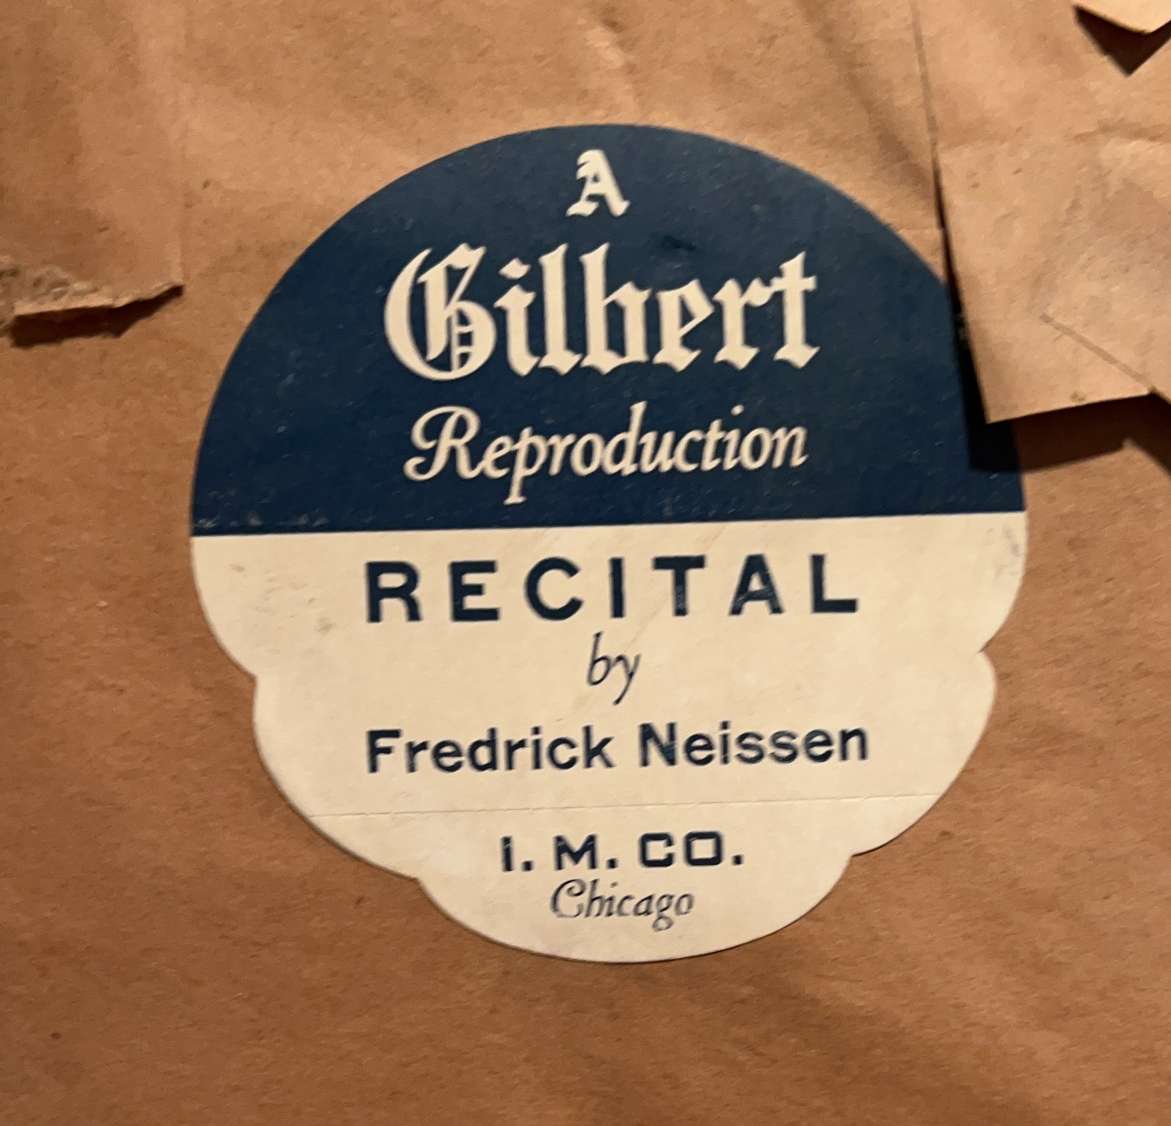 A
Gilbert
Reproduction
RECITAL
by
Fredrick Neissen
I. M. CO.
Chicago